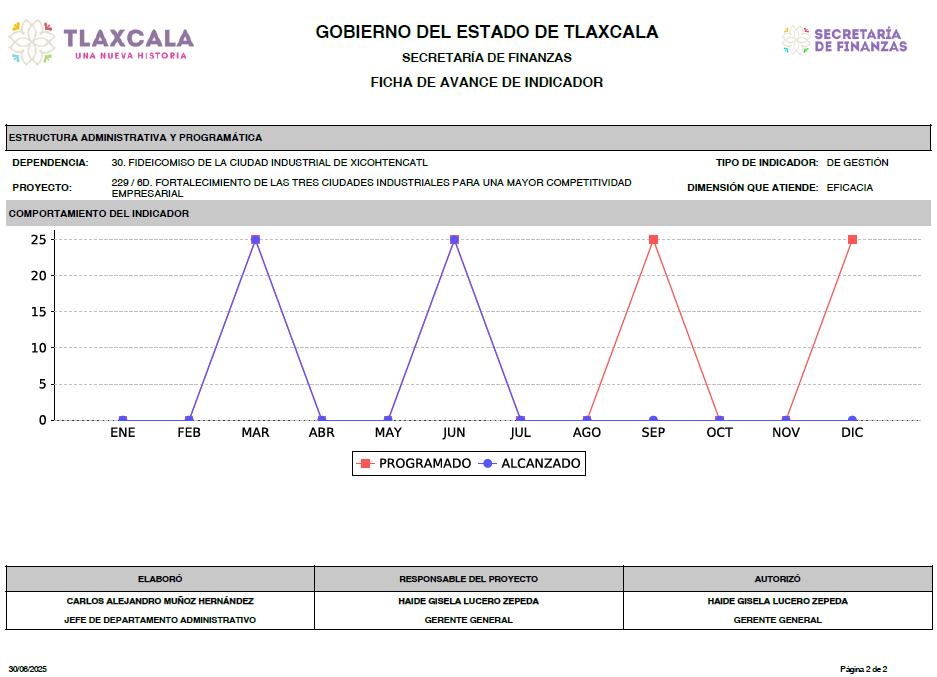 TLAXCALA
UNA NUEVA HISTORIA
GOBIERNO DEL ESTADO DE TLAXCALA
SECRETARÍA DE FINANZAS
FICHA DE AVANCE DE INDICADOR
SECRETARÍA
DE FINANZAS
ESTRUCTURA ADMINISTRATIVA Y PROGRAMÁTICA
DEPENDENCIA: 30. FIDEICOMISO DE LA CIUDAD INDUSTRIAL DE XICOHTENCATL TIPO DE INDICADOR: DE GESTIÓN
PROYECTO: 229 / 6D. FORTALECIMIENTO DE LAS TRES CIUDADES INDUSTRIALES PARA UNA MAYOR COMPETITIVIDAD
EMPRESARIAL
DIMENSIÓN QUE ATIENDE: EFICACIA
COMPORTAMIENTO DEL INDICADOR
25
20
15
10
5
0
ENE FEB MAR ABR MAY JUN JUL AGO SEP OCT NOV DIC
PROGRAMADO ALCANZADO
ELABORÓ RESPONSABLE DEL PROYECTO AUTORIZÓ
CARLOS ALEJANDRO MUÑOZ HERNÁNDEZ HAIDE GISELA LUCERO ZEPEDA HAIDE GISELA LUCERO ZEPEDA
JEFE DE DEPARTAMENTO ADMINISTRATIVO GERENTE GENERAL GERENTE GENERAL
30/06/2025 Página 2 de 2